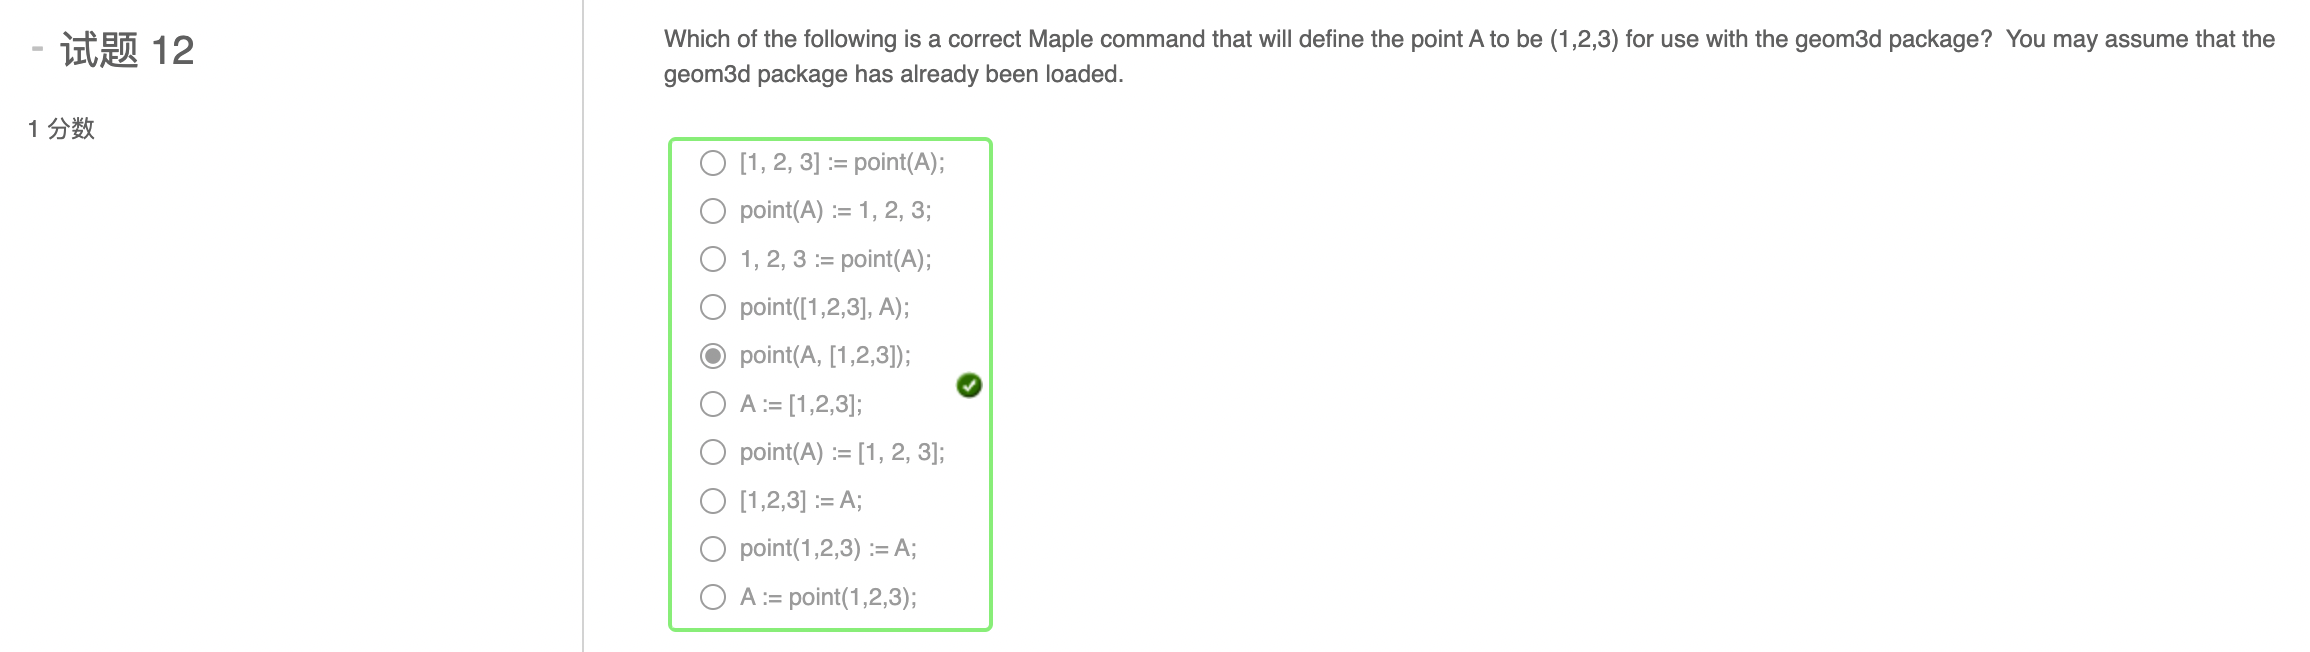 - 试题 12
1 分数
Which of the following is a correct Maple command that will define the point A to be (1,2,3) for use with the geom3d package?  You may assume that the
geom3d package has already been loaded.
[1, 2, 3] := point(A);
point(A) := 1, 2, 3;
1, 2, 3 := point(A);
point([1,2,3], A);
point(A, [1,2,3]);
A := [1,2,3];
point(A) := [1, 2, 3];
[1,2,3] := A;
point(1,2,3) := A;
A := point(1,2,3);